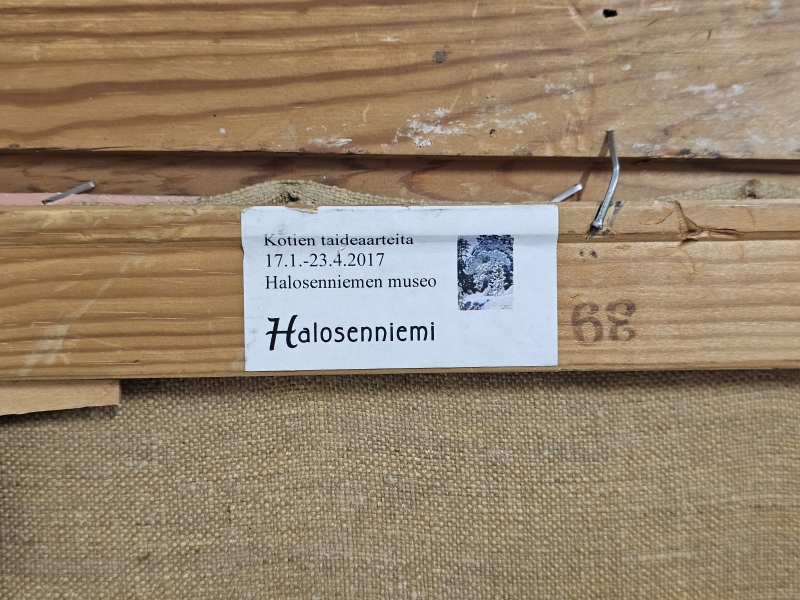 Kotien taideaarteita
17.1.-23.4.2017
Halosenniemen museo
Halosenniemi
68